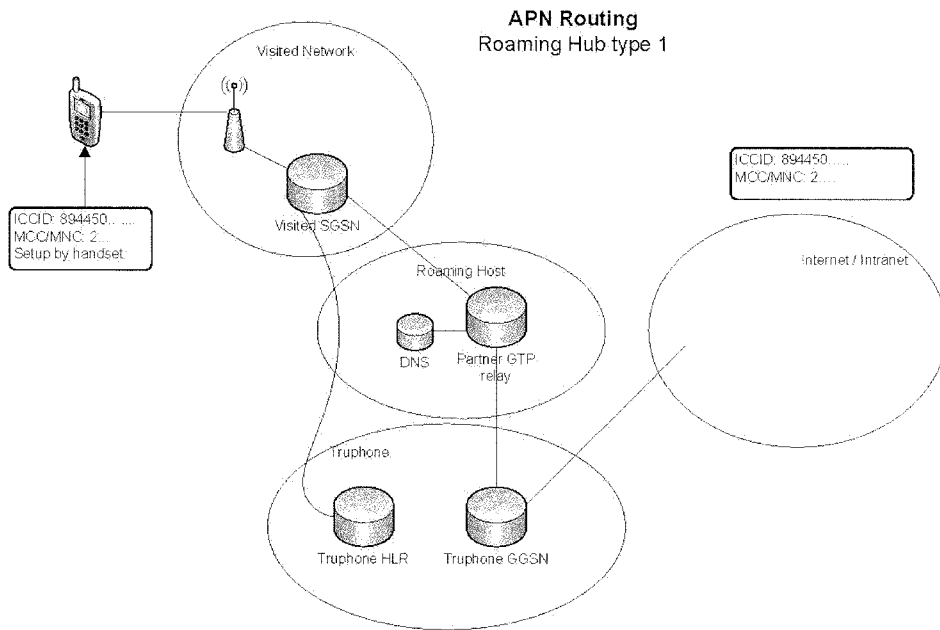 APN Routing
Roaming Hub type 1
Visited Network
ICCID: 894450.....
MCC/MNC: 2....
ICCID: 894450... ....
MCC/MNC: 2...
Setup by handset
Visited SGSN
Internet / Intranet
Roaming Host
DNS
Partner GTP
relay
Truphone
Truphone HLR
Truphone GGSN